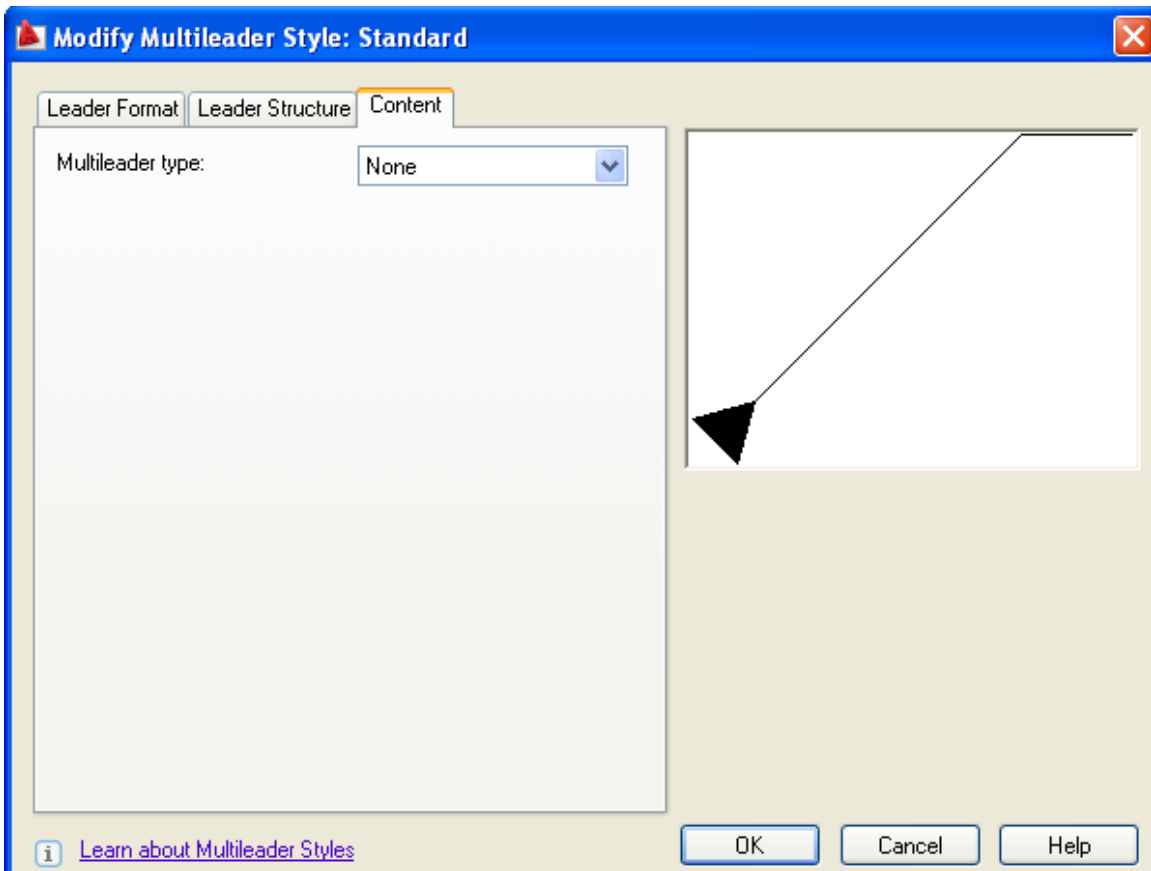 Modify Multileader Style: Standard
Leader Format Leader Structure Content
Multileader type: None
Learn about Multileader Styles OK Cancel Help